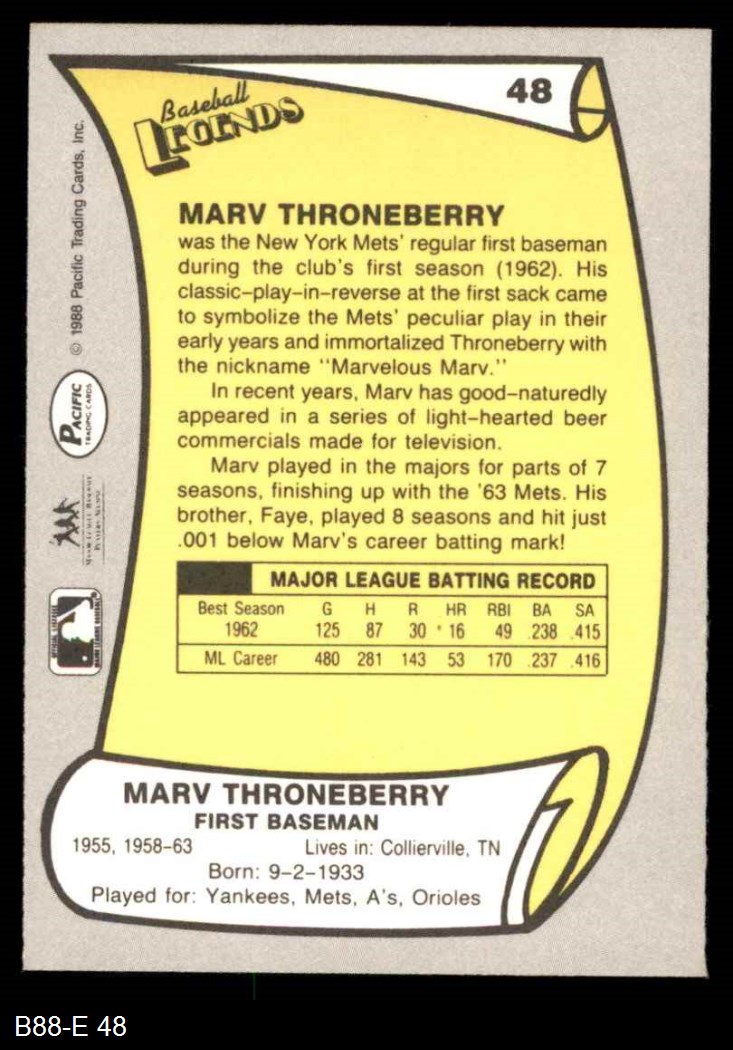 48
Baseball
LEGENDS
MARV THRONEBERRY
was the New York Mets' regular first baseman
during the club's first season (1962). His
classic-play-in-reverse at the first sack came
to symbolize the Mets' peculiar play in their
early years and immortalized Throneberry with
the nickname "Marvelous Marv."
In recent years, Marv has good-naturedly
appeared in a series of light-hearted beer
commercials made for television.
Marv played in the majors for parts of 7
seasons, finishing up with the '63 Mets. His
brother, Faye, played 8 seasons and hit just
.001 below Marv's career batting mark!
MAJOR LEAGUE BATTING RECORD
Best Season G H R HR RBI BA SA
1962 125 87 30 16 49 .238 .415
ML Career 480 281 143 53 170 .237 .416
MARV THRONEBERRY
FIRST BASEMAN
1955, 1958-63 Lives in: Collierville, TN
Born: 9-2-1933
Played for: Yankees, Mets, A's, Orioles
© 1988 Pacific Trading Cards, Inc.
PACIFIC
TRADING CARDS
B88-E 48